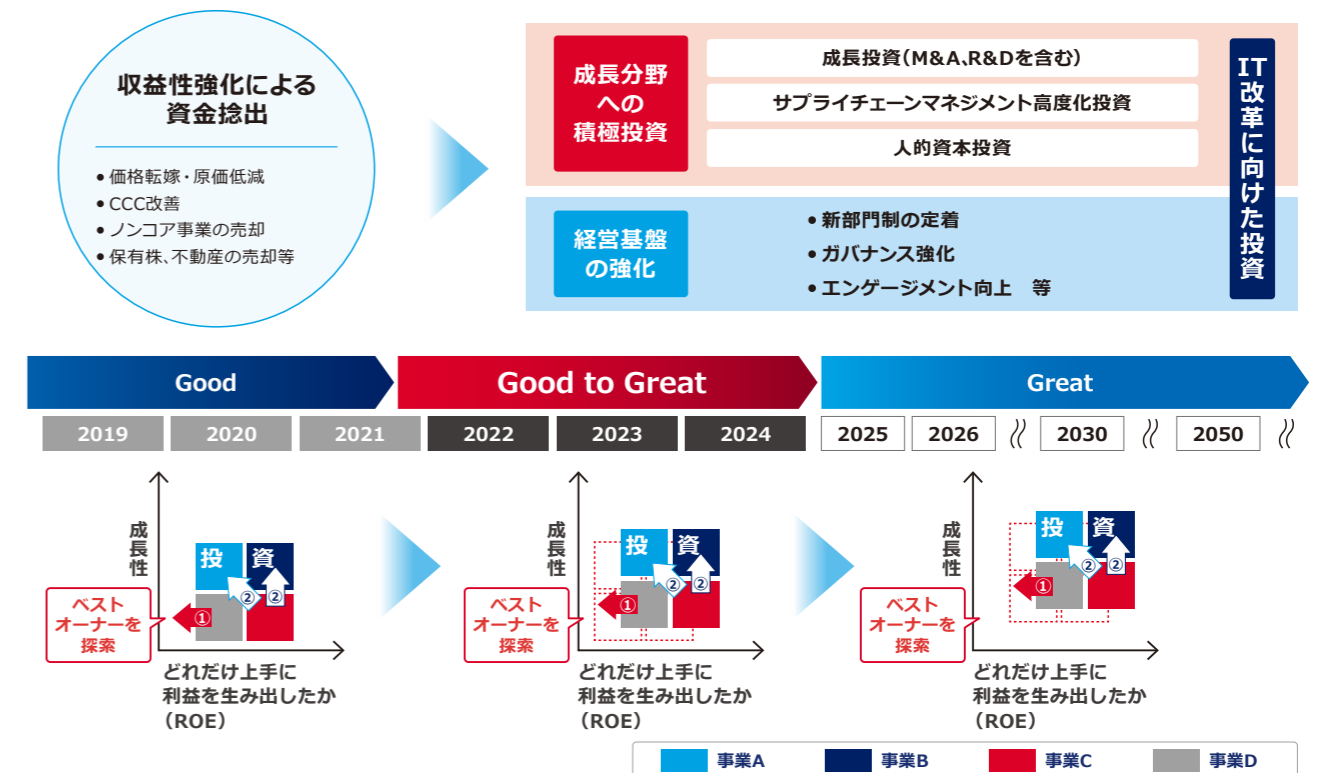 収益性強化による
資金捻出
● 価格転嫁・原価低減
● CCC改善
● ノンコア事業の売却
● 保有株、不動産の売却等
成長分野
への
積極投資
成長投資(M&A、R&Dを含む)
サプライチェーンマネジメント高度化投資
人的資本投資
経営基盤
の強化
● 新部門制の定着
● ガバナンス強化
● エンゲージメント向上　等
IT改革に向けた投資
Good
Good to Great
Great
2019
2020
2021
2022
2023
2024
2025
2026
2030
2050
成長性
投
資
①
②
②
ベスト
オーナーを
探索
どれだけ上手に
利益を生み出したか
（ROE）
成長性
投
資
①
②
②
ベスト
オーナーを
探索
どれだけ上手に
利益を生み出したか
（ROE）
成長性
投
資
①
②
②
ベスト
オーナーを
探索
どれだけ上手に
利益を生み出したか
（ROE）
事業A
事業B
事業C
事業D